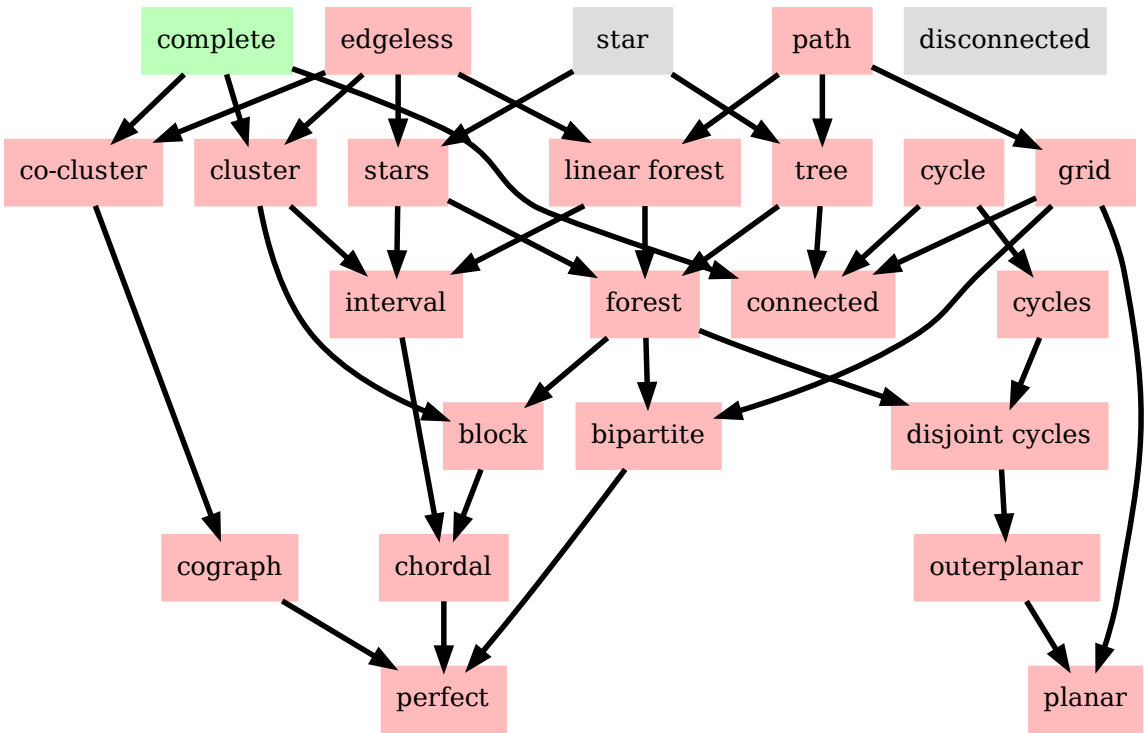 complete
edgeless
star
path
disconnected
co-cluster
cluster
stars
linear forest
tree
cycle
grid
interval
forest
connected
cycles
block
bipartite
disjoint cycles
cograph
chordal
outerplanar
perfect
planar